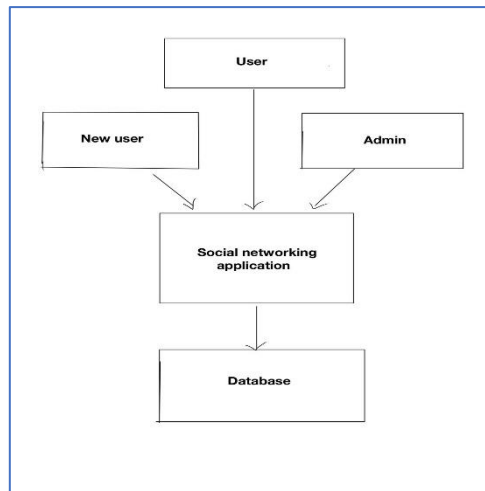 User
New user
Admin
Social networking
application
Database